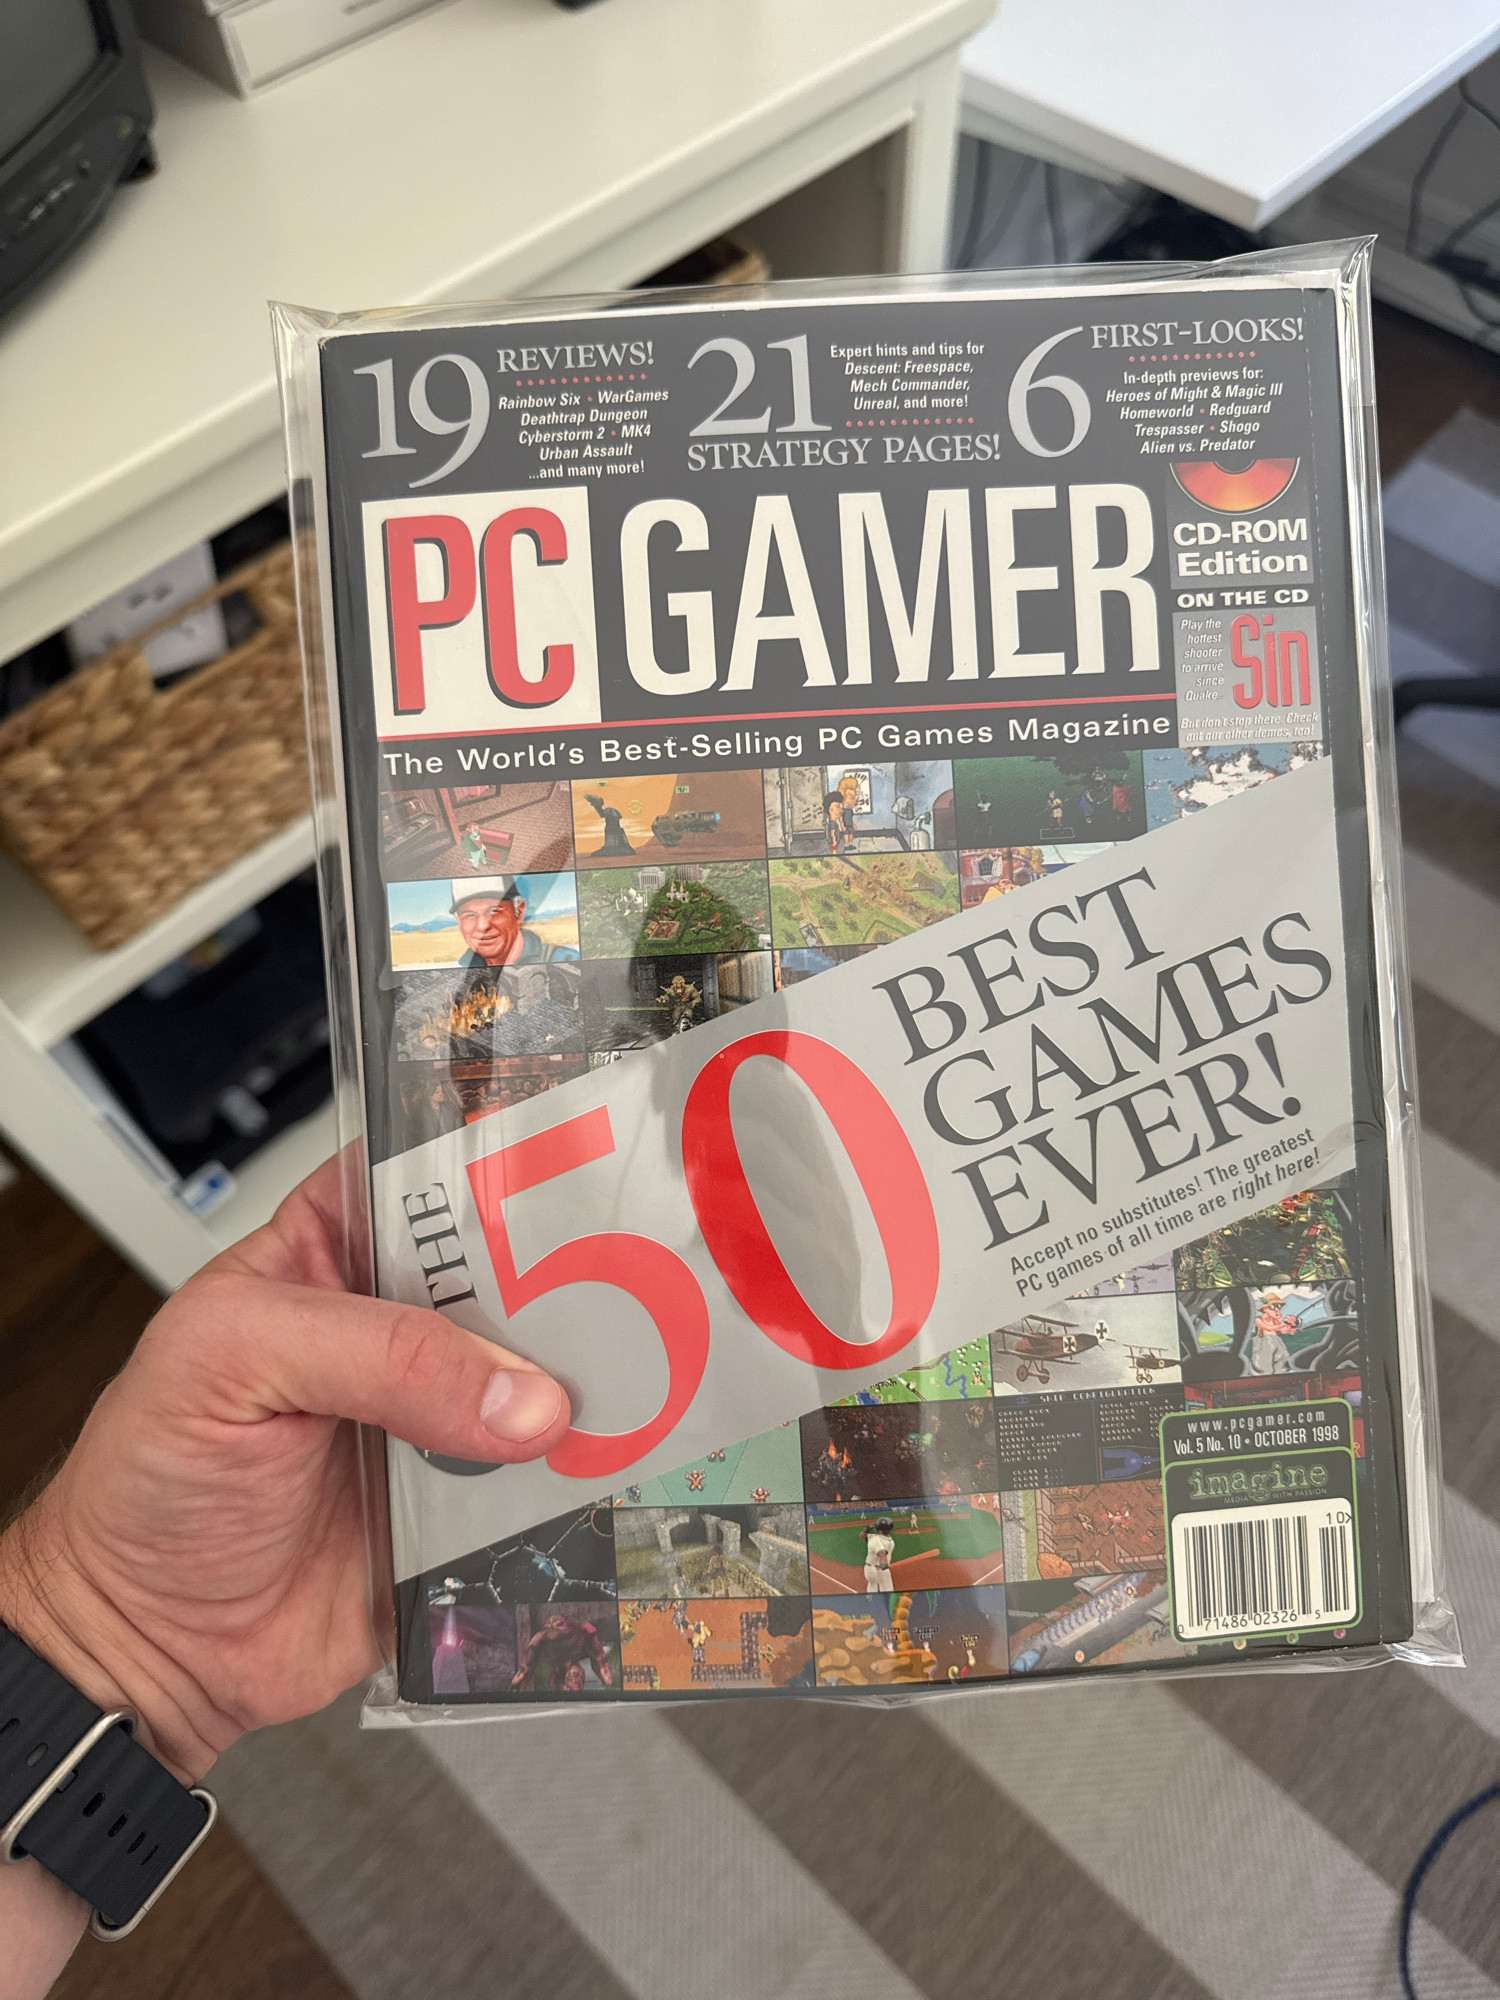 19
REVIEWS!
Rainbow Six • WarGames
Deathtrap Dungeon
Cyberstorm 2 • MK4
Urban Assault
...and many more!
21
Expert hints and tips for
Descent: Freespace,
Mech Commander,
Unreal, and more!
STRATEGY PAGES!
6
FIRST-LOOKS!
In-depth previews for:
Heroes of Might & Magic III
Homeworld • Redguard
Trespasser • Shogo
Alien vs. Predator
PC GAMER
The World's Best-Selling PC Games Magazine
CD-ROM
Edition
ON THE CD
Play the
hottest
shooter
to arrive
since
Quake...
Sin
But don't stop there. Check
out our other demos, too!
THE
50
BEST
GAMES
EVER!
Accept no substitutes! The greatest
PC games of all time are right here!
SHIP CONFIGURATION
www.pcgamer.com
Vol. 5 No. 10 • OCTOBER 1998
imagine
MEDIA WITH PASSION
10>
0 71486 02326 5